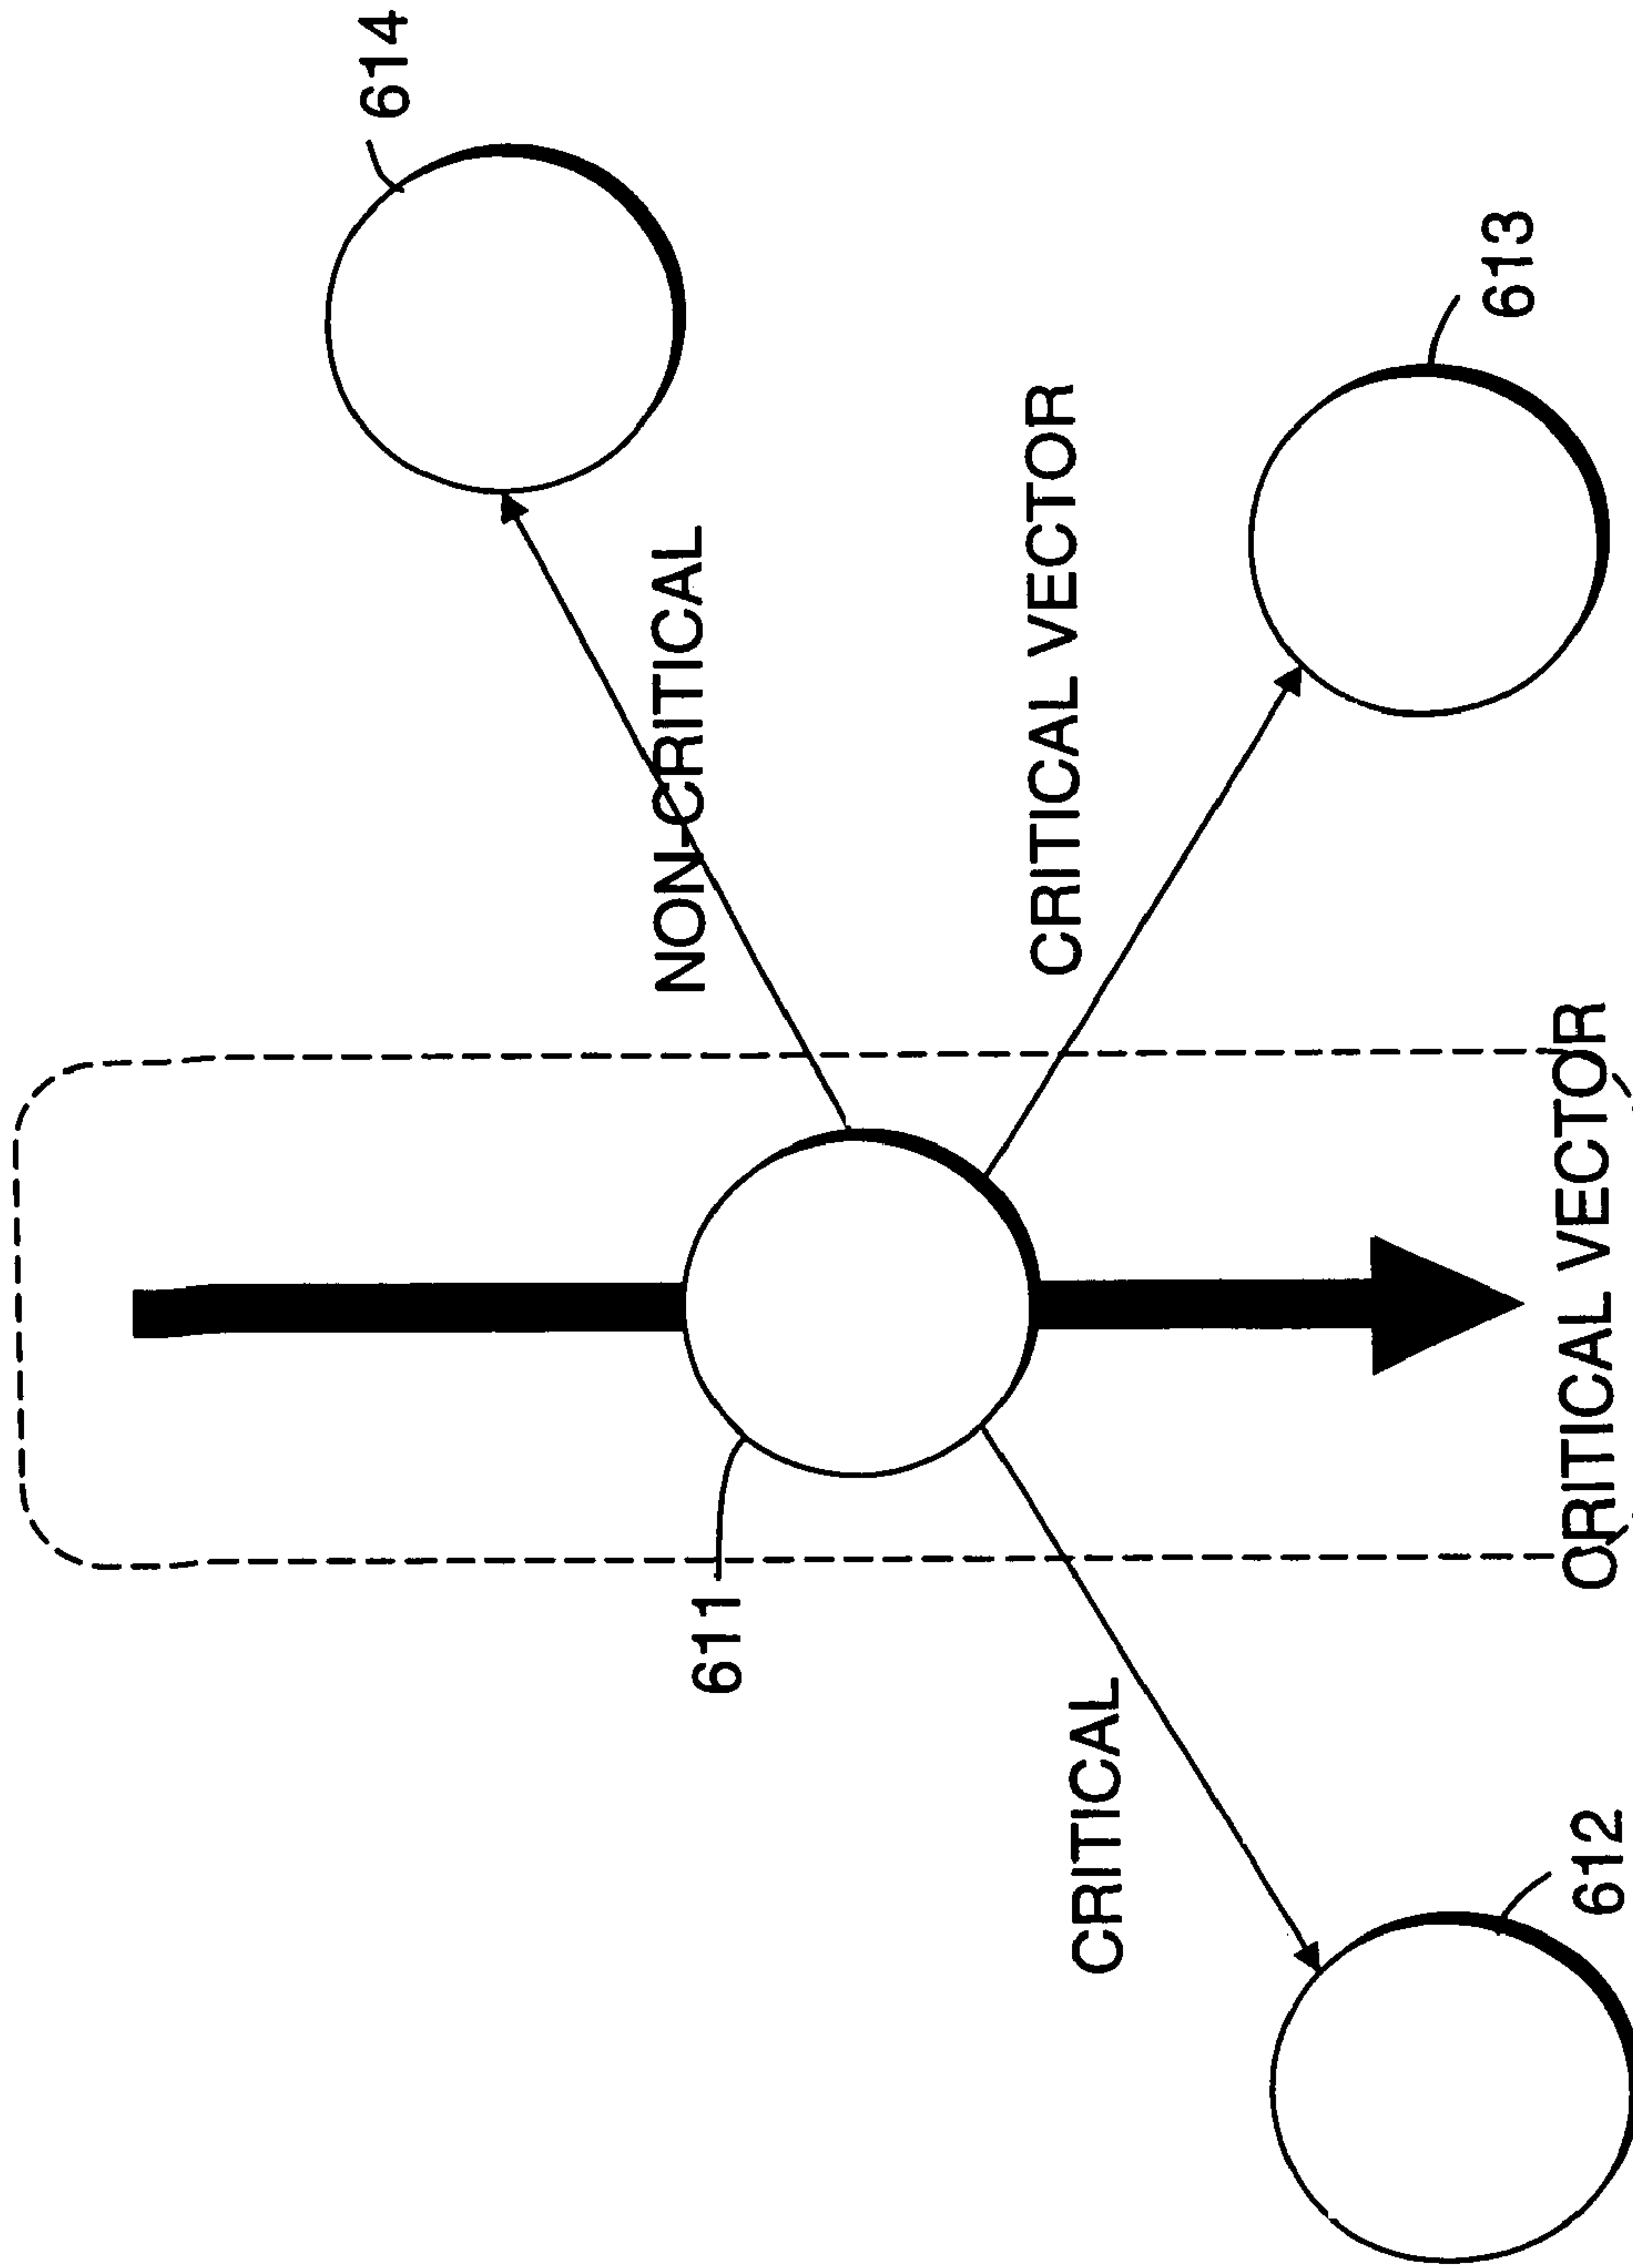 614
611
NON-CRITICAL
CRITICAL
CRITICAL VECTOR
612
CRITICAL VECTOR
613